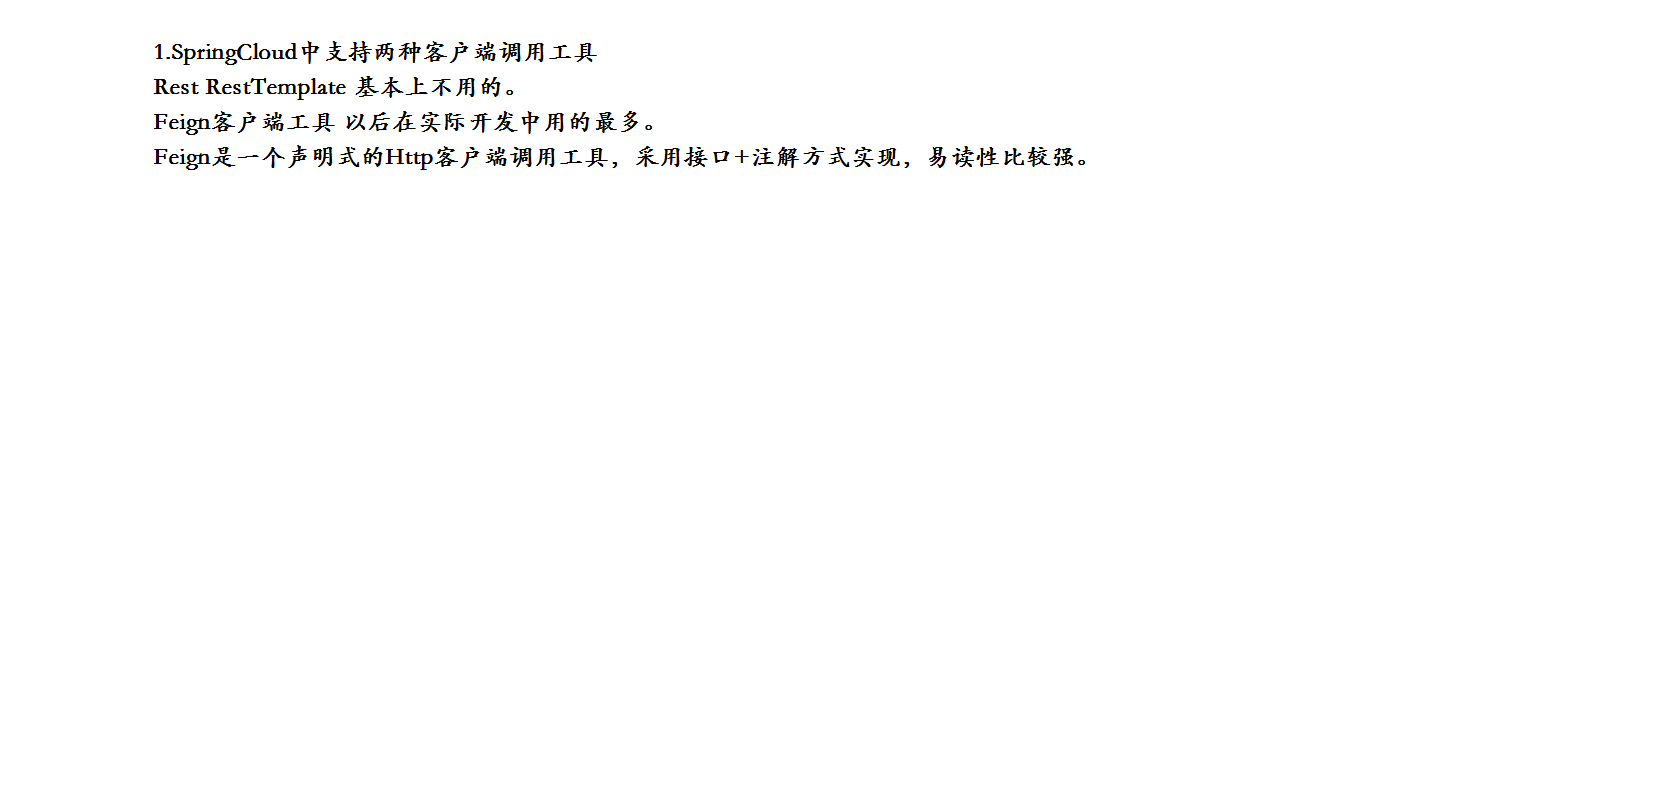 1.SpringCloud中支持两种客户端调用工具
Rest RestTemplate 基本上不用的。
Feign客户端工具 以后在实际开发中用的最多。
Feign是一个声明式的Http客户端调用工具，采用接口+注解方式实现，易读性比较强。